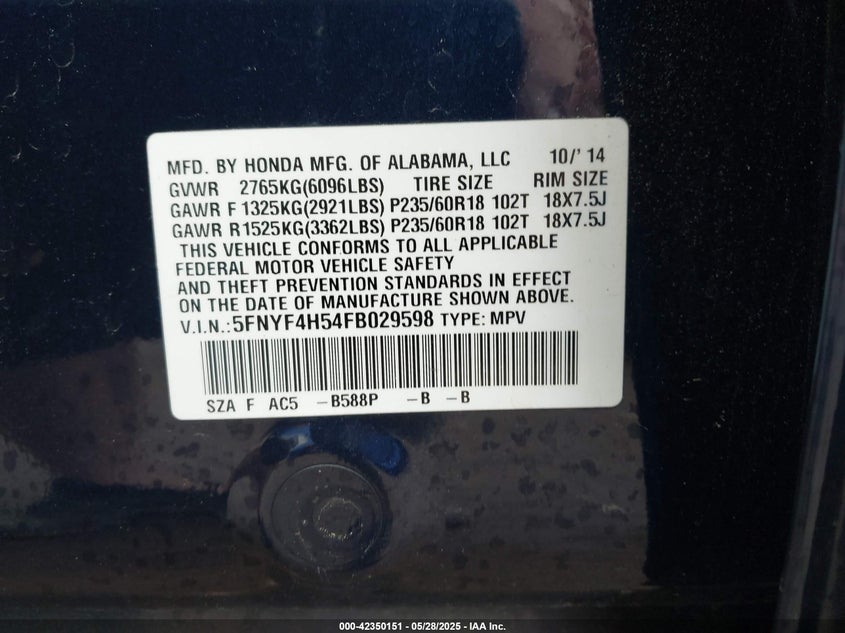 MFD. BY HONDA MFG. OF ALABAMA, LLC 10/' 14
GVWR 2765KG(6096LBS) TIRE SIZE RIM SIZE
GAWR F 1325KG(2921LBS) P235/60R18 102T 18X7.5J
GAWR R1525KG(3362LBS) P235/60R18 102T 18X7.5J
THIS VEHICLE CONFORMS TO ALL APPLICABLE
FEDERAL MOTOR VEHICLE SAFETY
AND THEFT PREVENTION STANDARDS IN EFFECT
ON THE DATE OF MANUFACTURE SHOWN ABOVE.
V.I.N.:5FNYF4H54FB029598 TYPE: MPV
SZA F AC5 -B588P -B -B
000-42350151 — 05/28/2025 - IAA Inc.